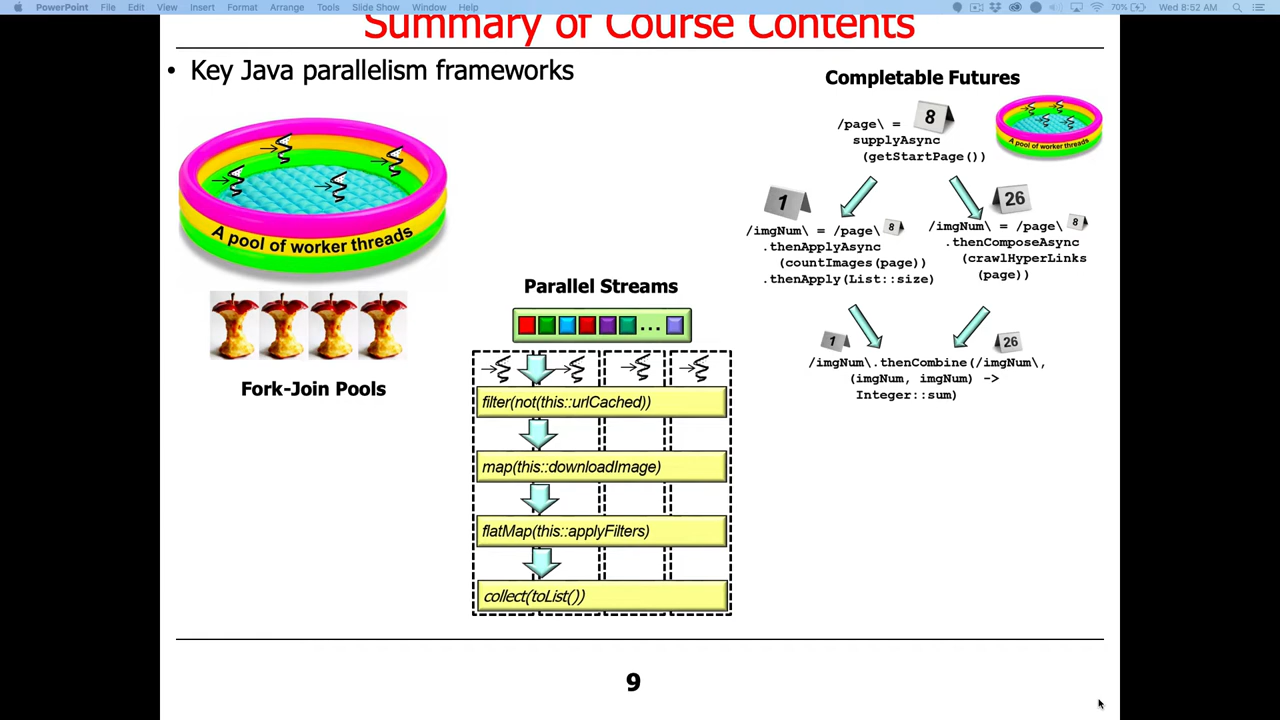 PowerPoint File Edit View Insert Format Arrange Tools Slide Show Window Help 70% Wed 8:52 AM
Summary of Course Contents
• Key Java parallelism frameworks
A pool of worker threads
Fork-Join Pools
Parallel Streams
...
filter(not(this::urlCached))
map(this::downloadImage)
flatMap(this::applyFilters)
collect(toList())
Completable Futures
8
/page\ =
supplyAsync
(getStartPage())
A pool of worker threads
1
/imgNum\ = /page\ 8
.thenApplyAsync
(countImages(page))
.thenApply(List::size)
26
/imgNum\ = /page\ 8
.thenComposeAsync
(crawlHyperLinks
(page))
1
26
/imgNum\.thenCombine(/imgNum\,
(imgNum, imgNum) ->
Integer::sum)
9